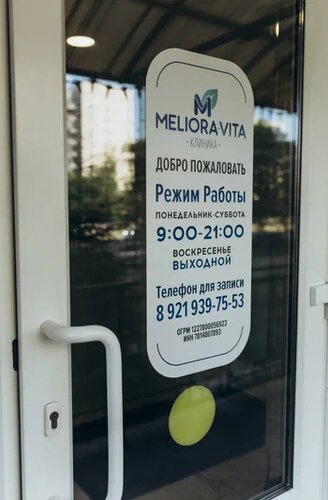 MELIORA·VITA
· КЛИНИКА ·
ДОБРО ПОЖАЛОВАТЬ
Режим Работы
ПОНЕДЕЛЬНИК-СУББОТА
9:00-21:00
ВОСКРЕСЕНЬЕ
ВЫХОДНОЙ
Телефон для записи
8 921 939-75-53
ОГРН 1227800056923
ИНН 7814807893